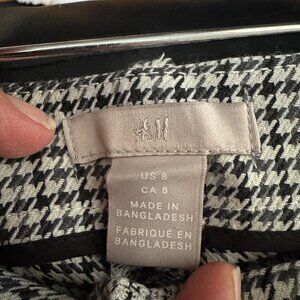 H&M
US 8
CA 8
MADE IN
BANGLADESH
FABRIQUÉ EN
BANGLADESH